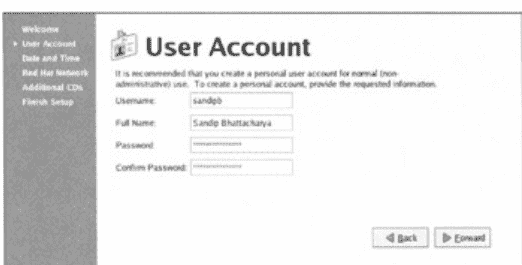 Welcome
User Account
Date and Time
Red Hat Network
Additional CDs
Finish Setup
User Account
It is recommended that you create a personal user account for normal (non-
administrative) use. To create a personal account, provide the requested information.
Username: sandipb
Full Name: Sandip Bhattacharya
Password: **************
Confirm Password: **************
Back Forward